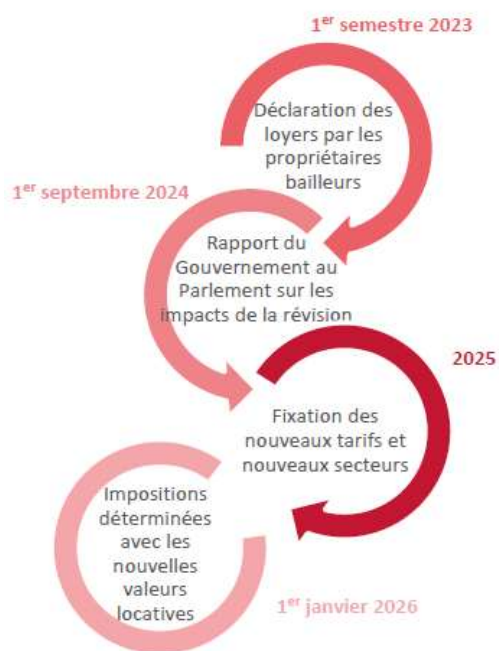 1er semestre 2023
Déclaration des
loyers par les
propriétaires
bailleurs
1er septembre 2024
Rapport du
Gouvernement au
Parlement sur les
impacts de la révision
2025
Fixation des
nouveaux tarifs et
nouveaux secteurs
Impositions
déterminées
avec les
nouvelles
valeurs
locatives
1er janvier 2026